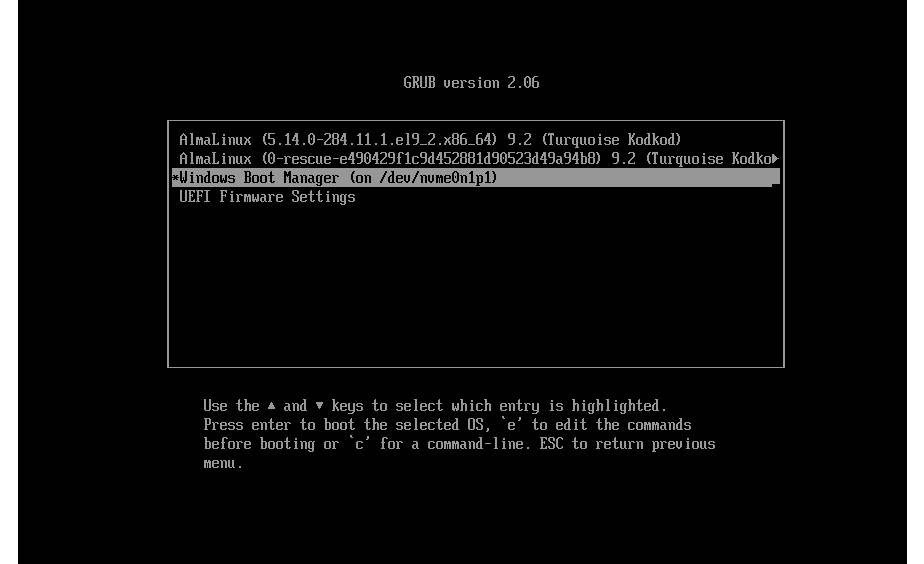 GRUB version 2.06
AlmaLinux (5.14.0-284.11.1.el9_2.x86_64) 9.2 (Turquoise Kodkod)
AlmaLinux (0-rescue-e490429f1c9d452881d90523d49a94b8) 9.2 (Turquoise Kodko▶
*Windows Boot Manager (on /dev/nvme0n1p1)
UEFI Firmware Settings
Use the ▲ and ▼ keys to select which entry is highlighted.
Press enter to boot the selected OS, `e' to edit the commands
before booting or `c' for a command-line. ESC to return previous
menu.